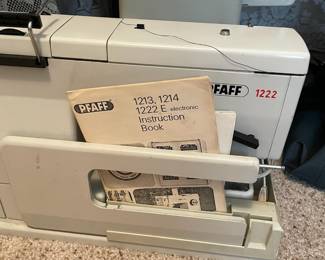 PFAFF 1222
PFAFF
1213, 1214
1222 E electronic
Instruction
Book